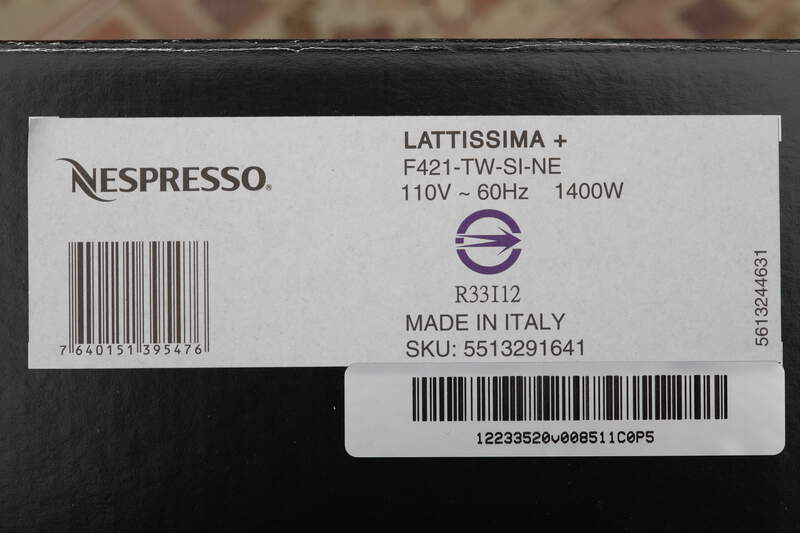 NESPRESSO®
LATTISSIMA +
F421-TW-SI-NE
110V ~ 60Hz 1400W
R33I12
MADE IN ITALY
SKU: 5513291641
7 640151 395476
5613244631
12233520v008511C0P5